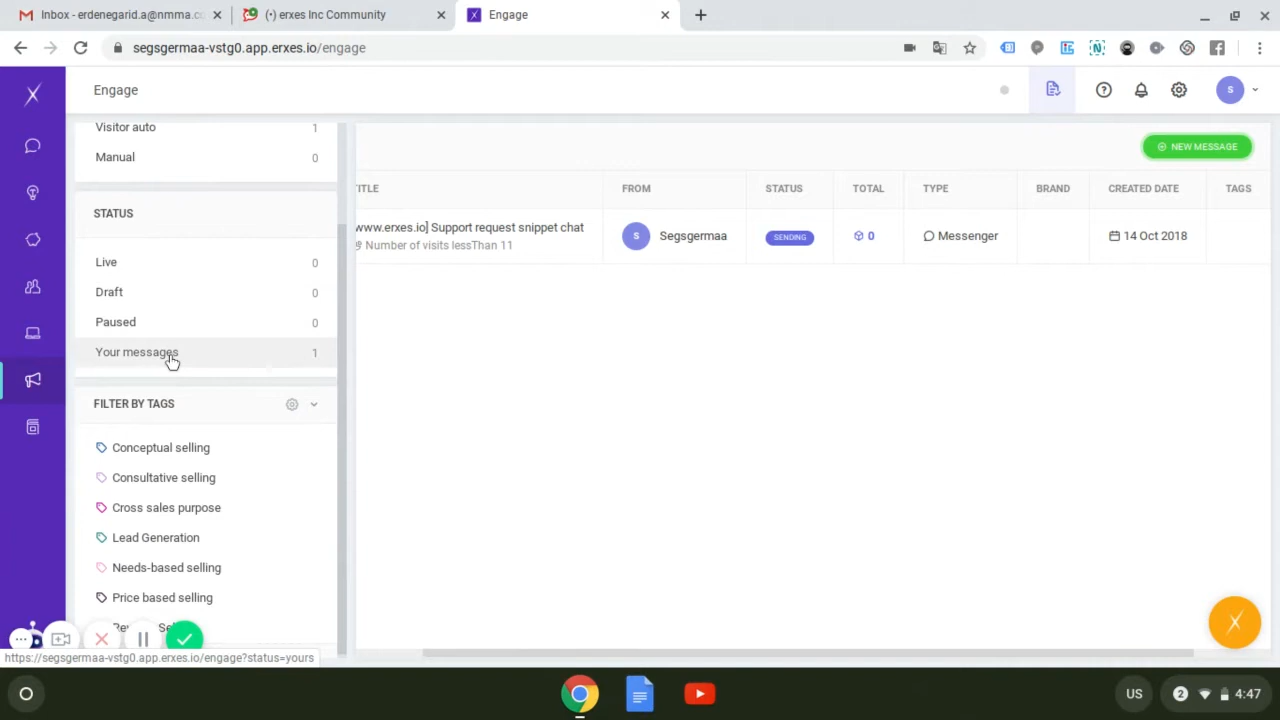 Inbox - erdenegarid.a@nmma.co
(•) erxes Inc Community
Engage
segsgermaa-vstg0.app.erxes.io/engage
Engage
S
Visitor auto 1
Manual 0
NEW MESSAGE
TITLE FROM STATUS TOTAL TYPE BRAND CREATED DATE TAGS
www.erxes.io] Support request snippet chat
Number of visits lessThan 11
S Segsgermaa SENDING 0 Messenger 14 Oct 2018
STATUS
Live 0
Draft 0
Paused 0
Your messages 1
FILTER BY TAGS
Conceptual selling
Consultative selling
Cross sales purpose
Lead Generation
Needs-based selling
Price based selling
https://segsgermaa-vstg0.app.erxes.io/engage?status=yours
US 2 4:47